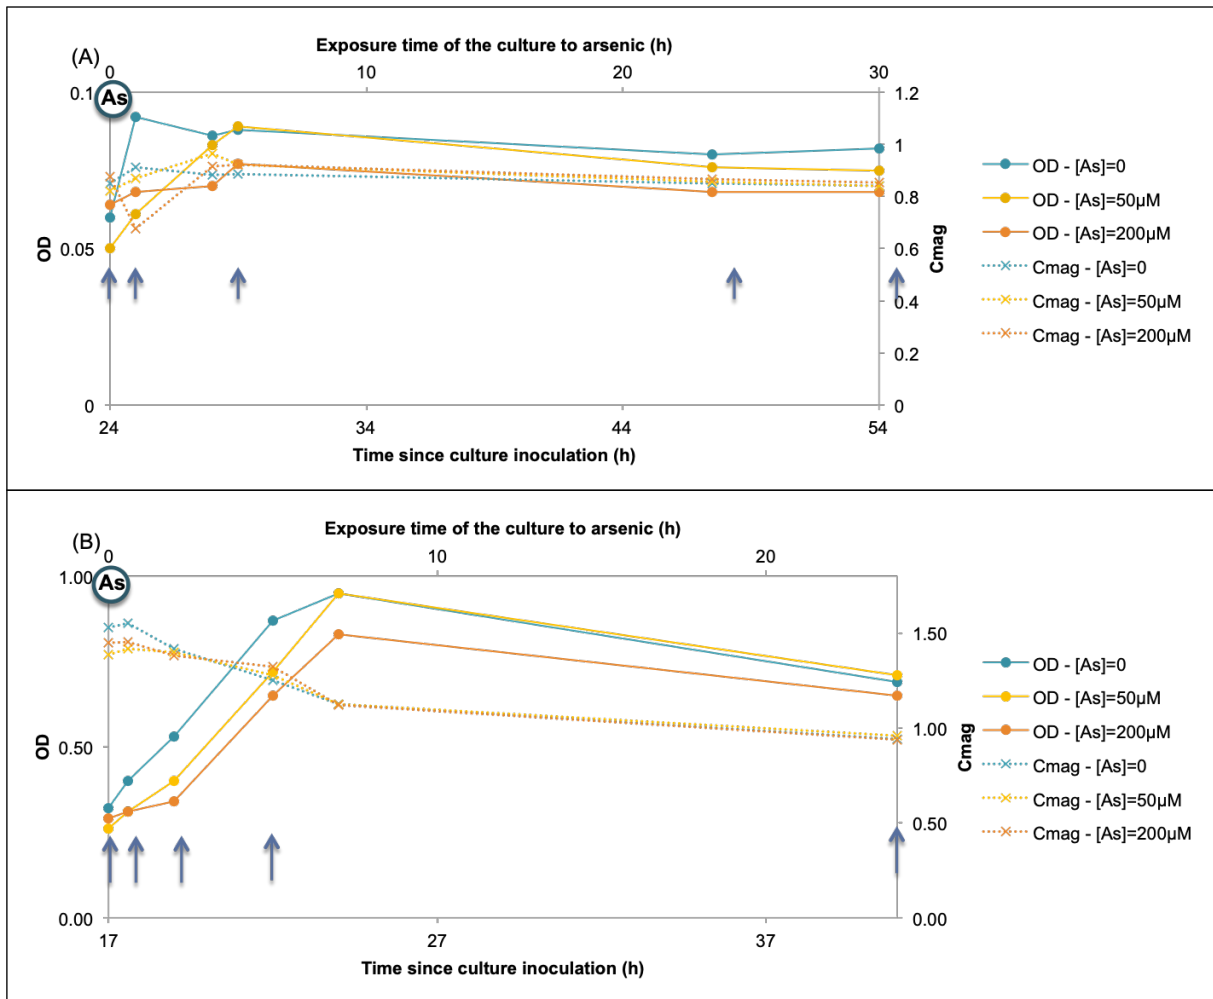 (A)
Exposure time of the culture to arsenic (h)
0 10 20 30
As
0.1
0.05
0
OD
1.2
1
0.8
0.6
0.4
0.2
0
Cmag
24 34 44 54
Time since culture inoculation (h)
OD - [As]=0
OD - [As]=50µM
OD - [As]=200µM
Cmag - [As]=0
Cmag - [As]=50µM
Cmag - [As]=200µM
(B)
Exposure time of the culture to arsenic (h)
0 10 20
As
1.00
0.50
0.00
OD
1.50
1.00
0.50
0.00
Cmag
17 27 37
Time since culture inoculation (h)
OD - [As]=0
OD - [As]=50µM
OD - [As]=200µM
Cmag - [As]=0
Cmag - [As]=50µM
Cmag - [As]=200µM